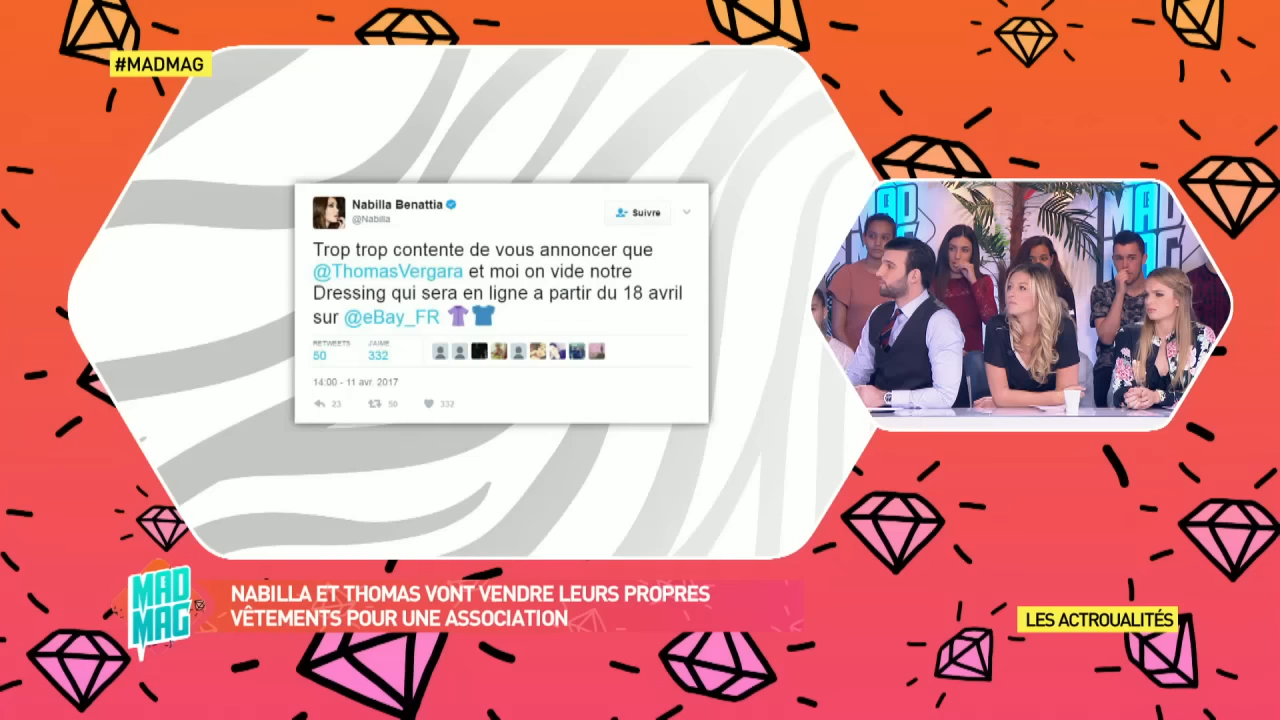 #MADMAG
Nabilla Benattia
@Nabilla
Suivre
Trop trop contente de vous annoncer que
@ThomasVergara et moi on vide notre
Dressing qui sera en ligne a partir du 18 avril
sur @eBay_FR
RETWEETS J'AIME
50 332
14:00 - 11 avr. 2017
23 50 332
MAD
MAG
MAD
MAG
MAD
MAG
NABILLA ET THOMAS VONT VENDRE LEURS PROPRES
VÊTEMENTS POUR UNE ASSOCIATION
LES ACTROUALITÉS